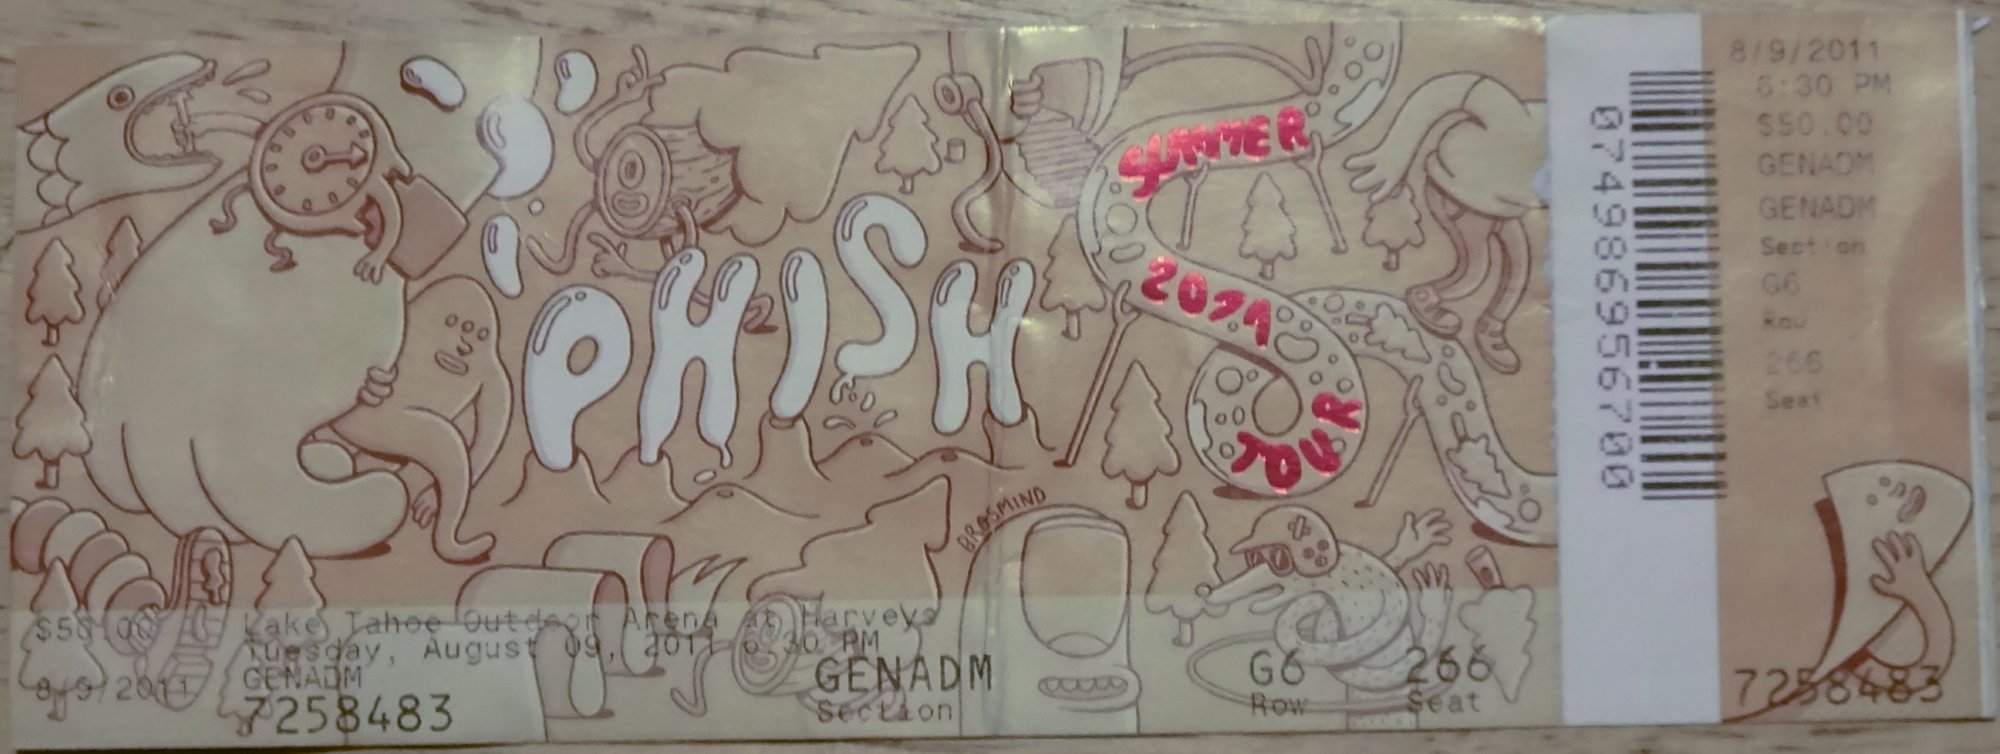 SUMMER
2011
TOUR
PHISH
BRASMIND
$50.00
8/9/2011
Lake Tahoe Outdoor Arena at Harveys
Tuesday, August 09, 2011 6:30 PM
GENADM
7258483
GENADM
Section
G6
Row
266
Seat
074986956700
8/9/2011
6:30 PM
$50.00
GENADM
GENADM
Section
G6
Row
266
Seat
7258483